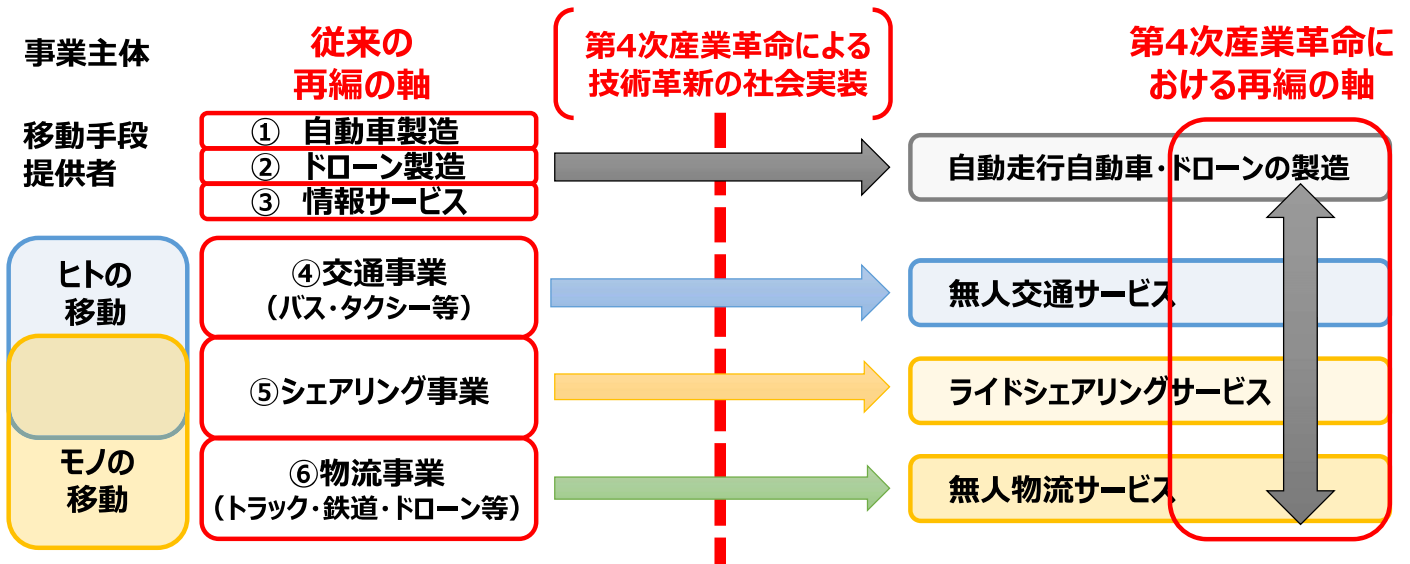 事業主体
従来の
再編の軸
第4次産業革命による
技術革新の社会実装
第4次産業革命に
おける再編の軸
移動手段
提供者
① 自動車製造
② ドローン製造
③ 情報サービス
自動走行自動車・ドローンの製造
ヒトの
移動
④交通事業
（バス・タクシー等）
無人交通サービス
⑤シェアリング事業
ライドシェアリングサービス
モノの
移動
⑥物流事業
（トラック・鉄道・ドローン等）
無人物流サービス